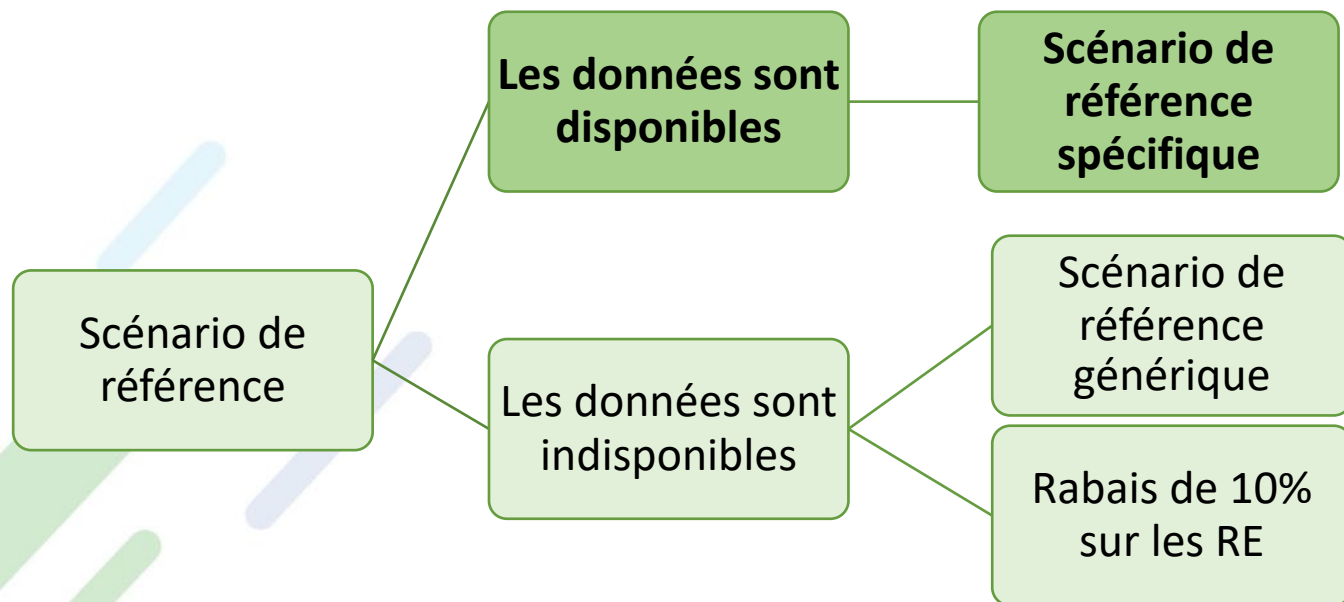 Les données sont
disponibles
Scénario de
référence
spécifique
Scénario de
référence
Les données sont
indisponibles
Scénario de
référence
générique
Rabais de 10%
sur les RE